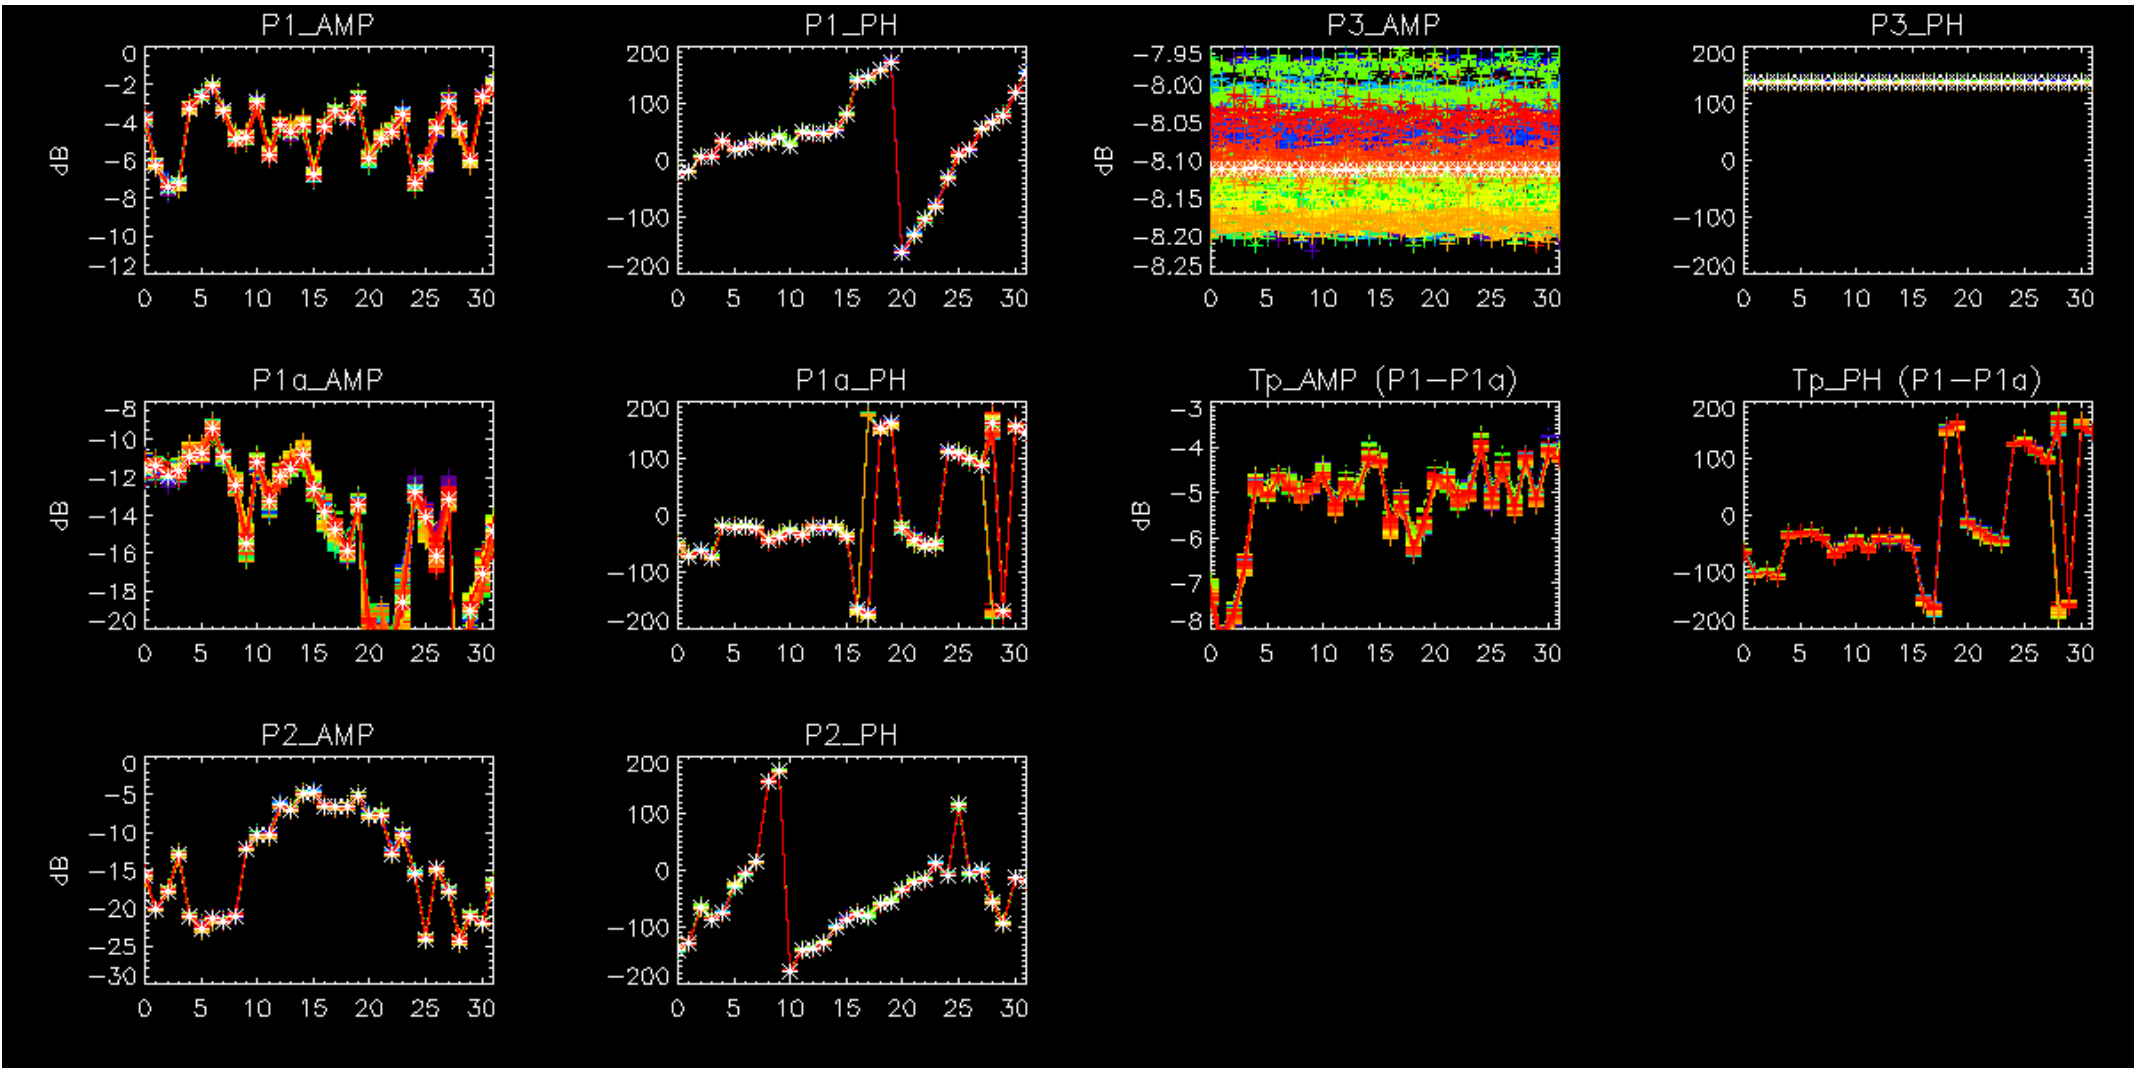 P1_AMP
P1_PH
P3_AMP
P3_PH
dB
0
−2
−4
−6
−8
−10
−12
0 5 10 15 20 25 30
200
100
0
−100
−200
0 5 10 15 20 25 30
dB
−7.95
−8.00
−8.05
−8.10
−8.15
−8.20
−8.25
0 5 10 15 20 25 30
200
100
0
−100
−200
0 5 10 15 20 25 30
P1a_AMP
P1a_PH
Tp_AMP (P1−P1a)
Tp_PH (P1−P1a)
dB
−8
−10
−12
−14
−16
−18
−20
0 5 10 15 20 25 30
200
100
0
−100
−200
0 5 10 15 20 25 30
dB
−3
−4
−5
−6
−7
−8
0 5 10 15 20 25 30
200
100
0
−100
−200
0 5 10 15 20 25 30
P2_AMP
P2_PH
dB
0
−5
−10
−15
−20
−25
−30
0 5 10 15 20 25 30
200
100
0
−100
−200
0 5 10 15 20 25 30